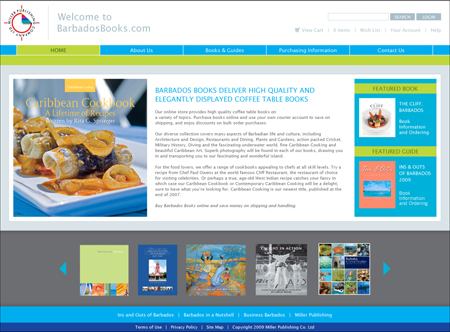 MILLER PUBLISHING
Welcome to
BarbadosBooks.com
SEARCH
LOGIN
View Cart | 0 Items | Wish List | Your Account | Help
HOME
About Us
Books & Guides
Purchasing Information
Contact Us
Caribbean Cookbook
A Lifetime of Recipes
Written by Rita G. Springer
BARBADOS BOOKS DELIVER HIGH QUALITY AND
ELEGANTLY DISPLAYED COFFEE TABLE BOOKS
Our online store provides high quality coffee table books on
a variety of topics. Purchase books online and use your own account to save on
shipping, and enjoy discounts on bulk order purchases.
Our diverse collection covers many aspects of Barbadian life and culture, including
Architecture and Design, Restaurants and Dining, Plants and Gardens, action packed Cricket,
Military History, Diving and the fascinating underwater world, fine Caribbean Cooking and
beautiful Caribbean Art. Superb photographs will be found in each of our books, drawing you
in and transporting you to our fascinating and wonderful island.
For the food lovers, we offer a range of cookbooks appealing to chefs at all skill levels. Try a
recipe from Chef Paul Owens at the world famous Cliff Restaurant, the restaurant of choice
for visiting celebrities. Or perhaps a true, age-old West Indian recipe catches your fancy in
which case our Caribbean Cookbook or Contemporary Caribbean Cooking will be a delight,
sure to have what you're looking for. Caribbean Cooking is our newest title, published at the
end of 2007.
Buy Barbados Books online and save money on shipping and handling
FEATURED BOOK
THE CLIFF,
BARBADOS
Book
Information
and Ordering
FEATURED GUIDE
INS & OUTS
OF BARBADOS
2009
Book
Information
and Ordering
THE ART IN ACTION
Ins and Outs of Barbados | Barbados in a Nutshell | Business Barbados | Miller Publishing
Terms of Use | Privacy Policy | Site Map | Copyright 2009 Miller Publishing Co. Ltd